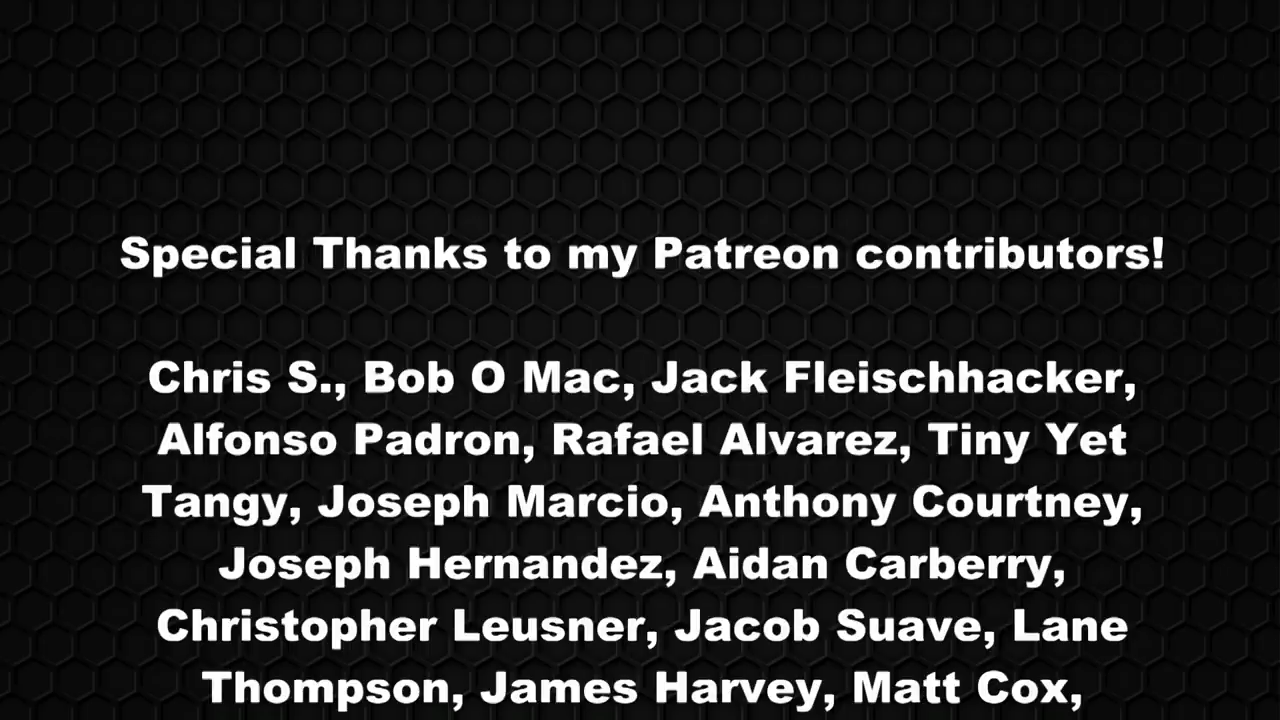 Special Thanks to my Patreon contributors!
Chris S., Bob O Mac, Jack Fleischhacker,
Alfonso Padron, Rafael Alvarez, Tiny Yet
Tangy, Joseph Marcio, Anthony Courtney,
Joseph Hernandez, Aidan Carberry,
Christopher Leusner, Jacob Suave, Lane
Thompson, James Harvey, Matt Cox,